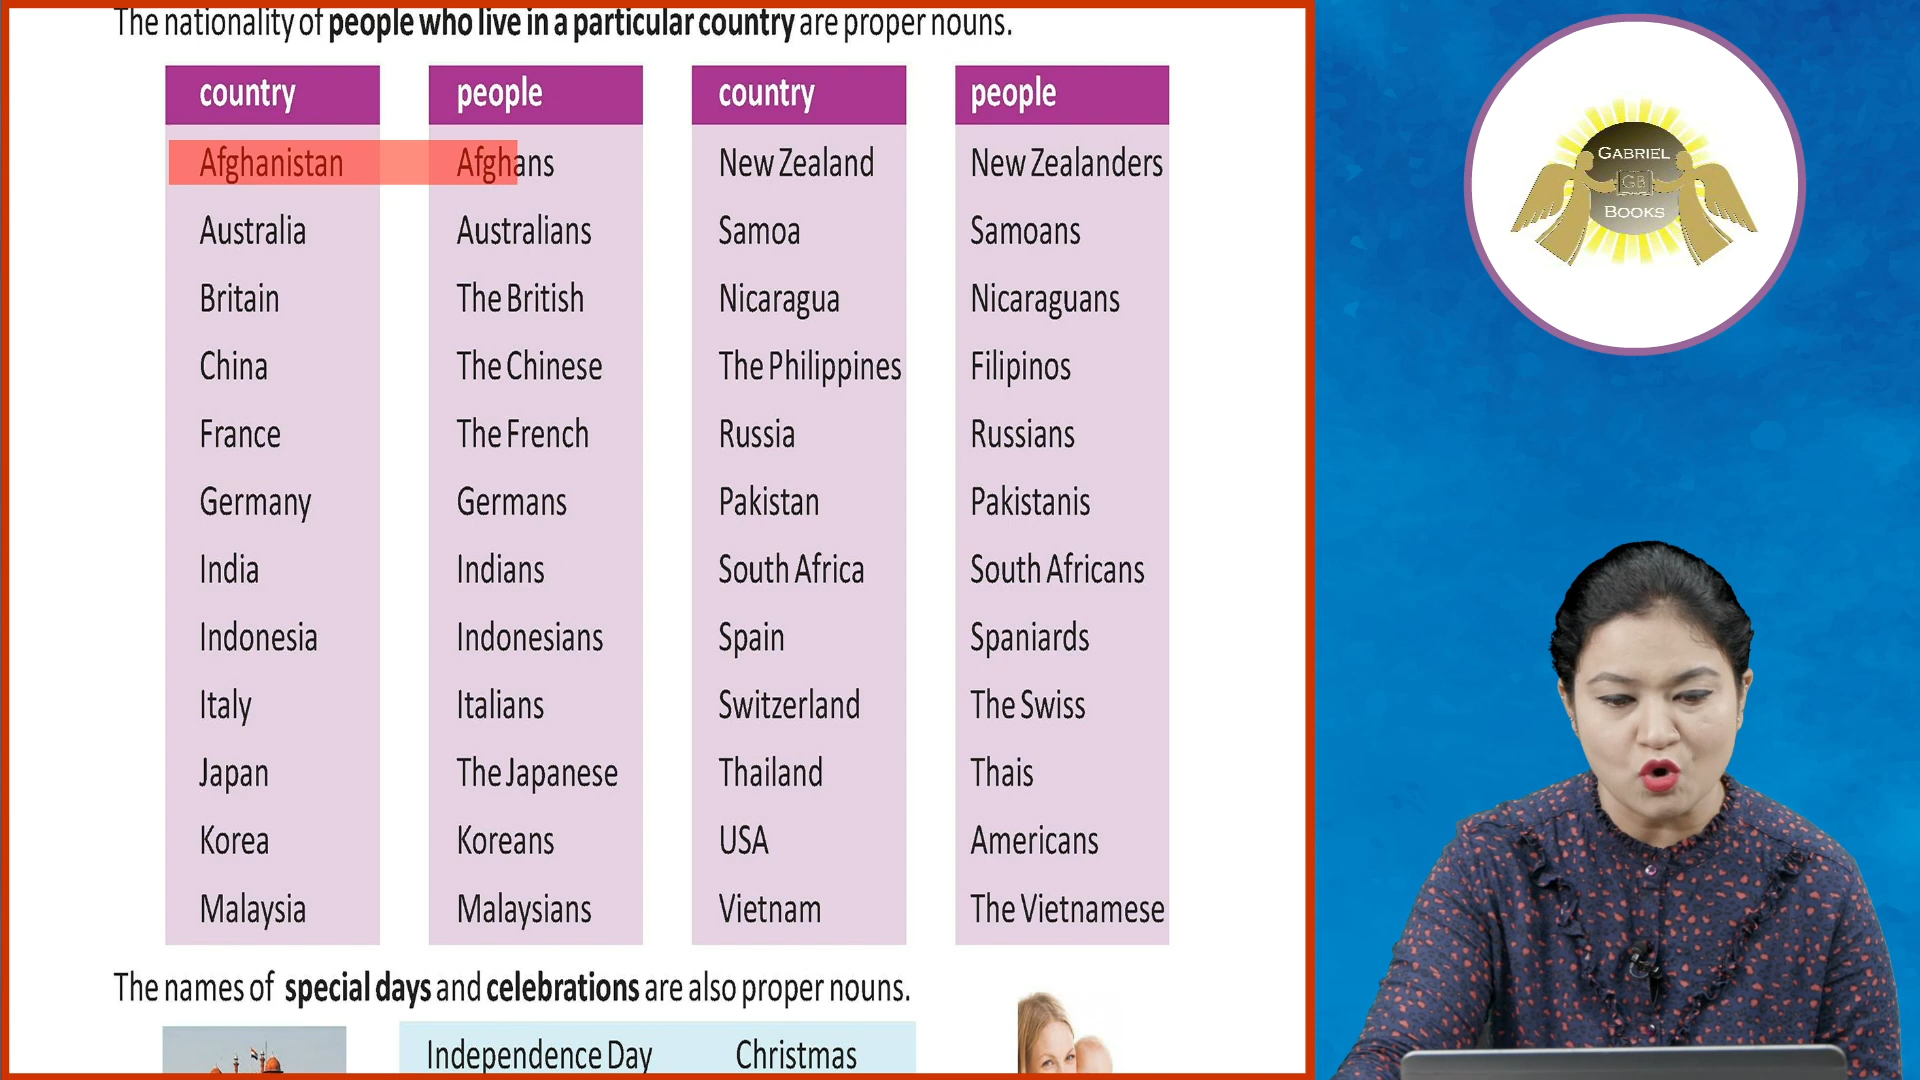 The nationality of people who live in a particular country are proper nouns.
country people country people
Afghanistan Afghans New Zealand New Zealanders
Australia Australians Samoa Samoans
Britain The British Nicaragua Nicaraguans
China The Chinese The Philippines Filipinos
France The French Russia Russians
Germany Germans Pakistan Pakistanis
India Indians South Africa South Africans
Indonesia Indonesians Spain Spaniards
Italy Italians Switzerland The Swiss
Japan The Japanese Thailand Thais
Korea Koreans USA Americans
Malaysia Malaysians Vietnam The Vietnamese
The names of special days and celebrations are also proper nouns.
Independence Day Christmas
GABRIEL
GB
BOOKS